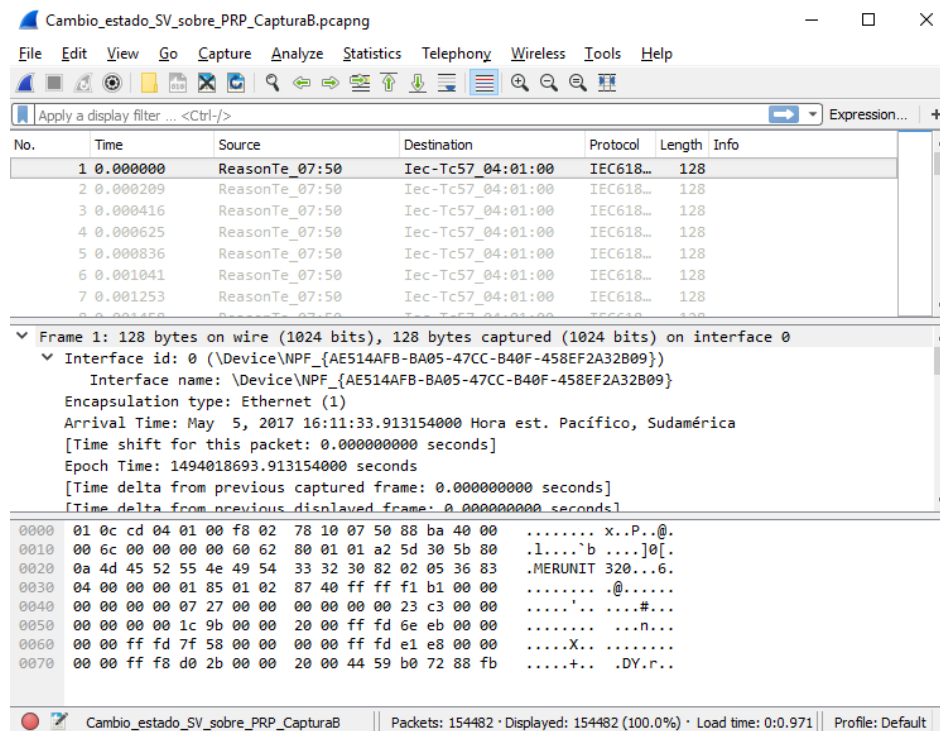 Cambio_estado_SV_sobre_PRP_CapturaB.pcapng
File Edit View Go Capture Analyze Statistics Telephony Wireless Tools Help
Apply a display filter ... <Ctrl-/> Expression... +
No. Time Source Destination Protocol Length Info
1 0.000000 ReasonTe_07:50 Iec-Tc57_04:01:00 IEC618… 128
2 0.000209 ReasonTe_07:50 Iec-Tc57_04:01:00 IEC618… 128
3 0.000416 ReasonTe_07:50 Iec-Tc57_04:01:00 IEC618… 128
4 0.000625 ReasonTe_07:50 Iec-Tc57_04:01:00 IEC618… 128
5 0.000836 ReasonTe_07:50 Iec-Tc57_04:01:00 IEC618… 128
6 0.001041 ReasonTe_07:50 Iec-Tc57_04:01:00 IEC618… 128
7 0.001253 ReasonTe_07:50 Iec-Tc57_04:01:00 IEC618… 128
Frame 1: 128 bytes on wire (1024 bits), 128 bytes captured (1024 bits) on interface 0
Interface id: 0 (\Device\NPF_{AE514AFB-BA05-47CC-B40F-458EF2A32B09})
Interface name: \Device\NPF_{AE514AFB-BA05-47CC-B40F-458EF2A32B09}
Encapsulation type: Ethernet (1)
Arrival Time: May  5, 2017 16:11:33.913154000 Hora est. Pacífico, Sudamérica
[Time shift for this packet: 0.000000000 seconds]
Epoch Time: 1494018693.913154000 seconds
[Time delta from previous captured frame: 0.000000000 seconds]
[Time delta from previous displayed frame: 0.000000000 seconds]
0000 01 0c cd 04 01 00 f8 02 78 10 07 50 88 ba 40 00 ........ x..P..@.
0010 00 6c 00 00 00 00 60 62 80 01 01 a2 5d 30 5b 80 .l....`b ....]0[.
0020 0a 4d 45 52 55 4e 49 54 33 32 30 82 02 05 36 83 .MERUNIT 320...6.
0030 04 00 00 00 01 85 01 02 87 40 ff ff f1 b1 00 00 ........ .@......
0040 00 00 00 00 07 27 00 00 00 00 00 00 23 c3 00 00 .....'.. ....#...
0050 00 00 00 00 1c 9b 00 00 20 00 ff fd 6e eb 00 00 ........ ...n...
0060 00 00 ff fd 7f 58 00 00 00 00 ff fd e1 e8 00 00 .....X.. ........
0070 00 00 ff f8 d0 2b 00 00 20 00 44 59 b0 72 88 fb .....+.. .DY.r..
Cambio_estado_SV_sobre_PRP_CapturaB Packets: 154482 · Displayed: 154482 (100.0%) · Load time: 0:0.971 Profile: Default